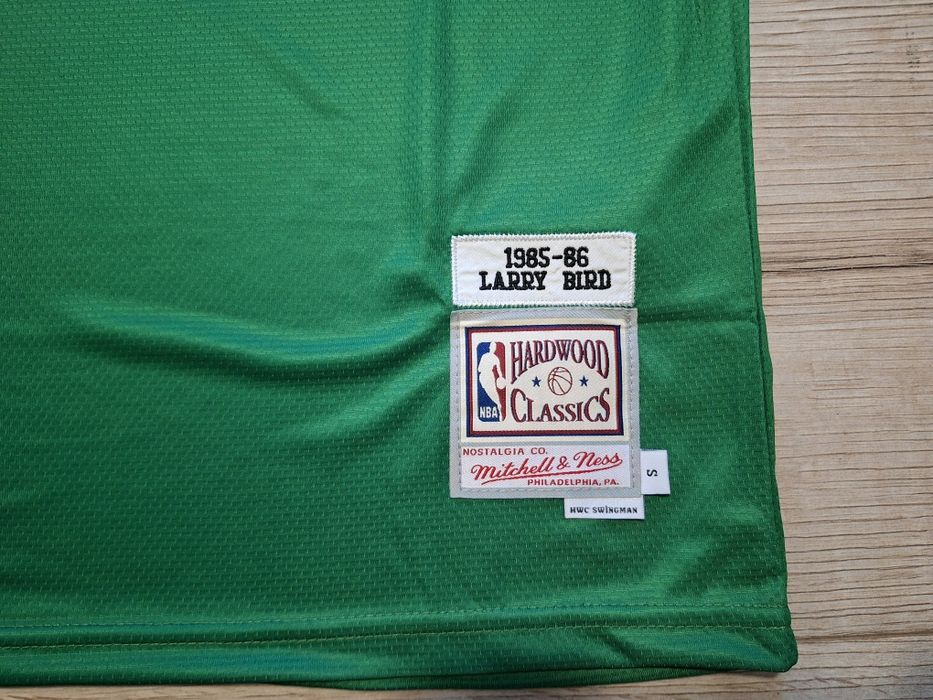 1985-86
LARRY BIRD
HARDWOOD
NBA
CLASSICS
NOSTALGIA CO.
Mitchell & Ness
PHILADELPHIA, PA.
S
HWC SWINGMAN